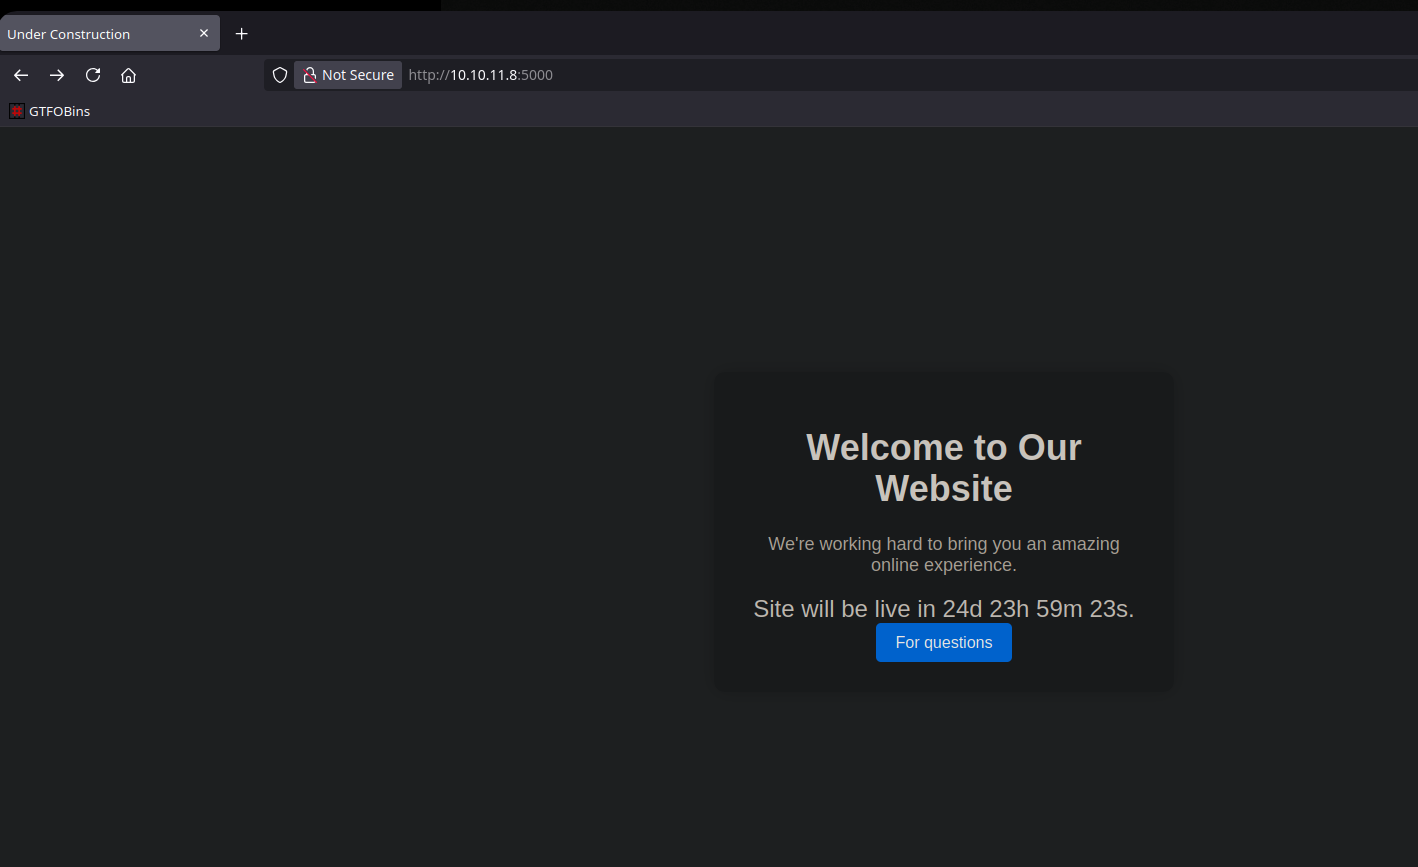 Under Construction
Not Secure http://10.10.11.8:5000
GTFOBins
Welcome to Our
Website
We're working hard to bring you an amazing
online experience.
Site will be live in 24d 23h 59m 23s.
For questions